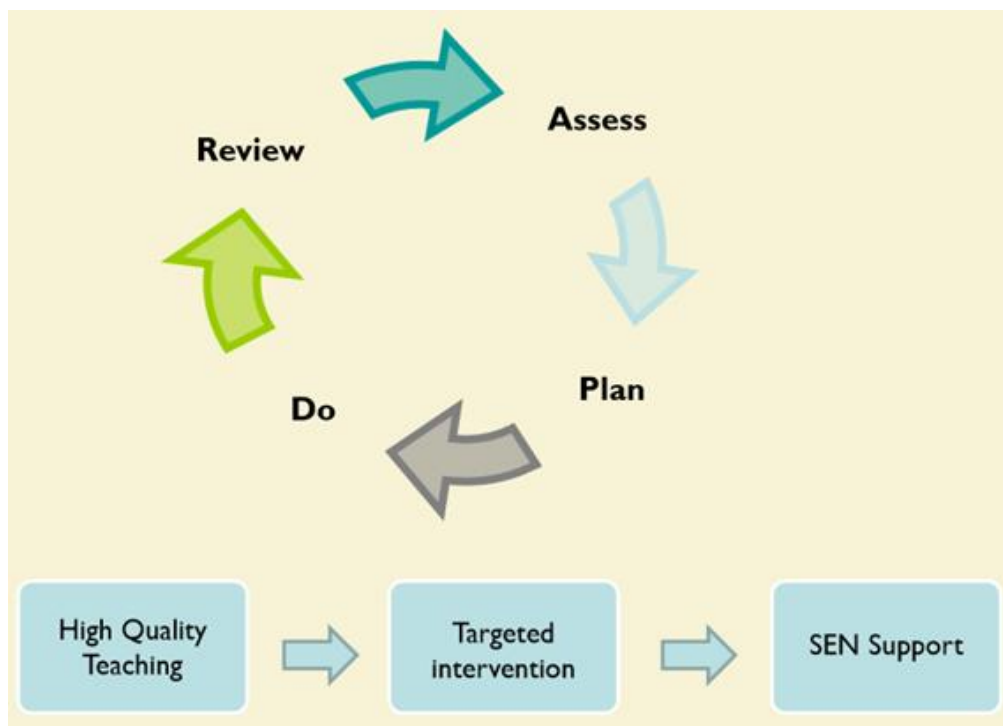 Review
Assess
Do
Plan
High Quality
Teaching
Targeted
intervention
SEN Support